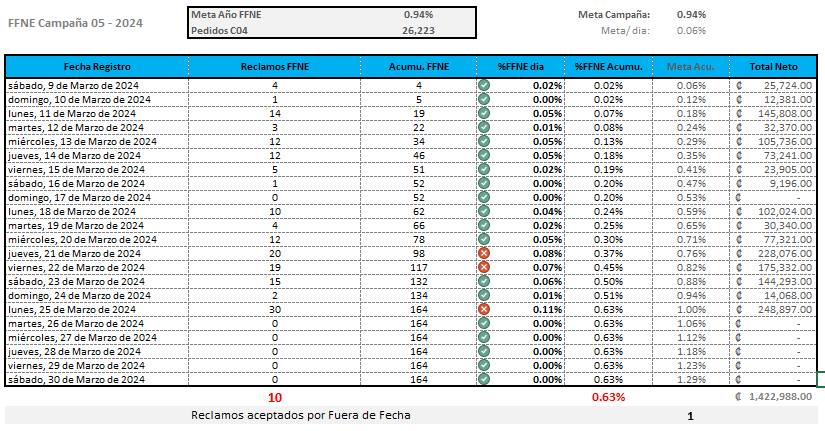 FFNE Campaña 05 - 2024
Meta Año FFNE 0.94% Meta Campaña: 0.94%
Pedidos C04 26,223 Meta/ dia: 0.06%
Fecha Registro Reclamos FFNE Acumu. FFNE %FFNE dia %FFNE Acumu. Meta Acu. Total Neto
sábado, 9 de Marzo de 2024 4 4 0.02% 0.02% 0.06% ₡ 25,724.00
domingo, 10 de Marzo de 2024 1 5 0.00% 0.02% 0.12% ₡ 12,381.00
lunes, 11 de Marzo de 2024 14 19 0.05% 0.07% 0.18% ₡ 145,808.00
martes, 12 de Marzo de 2024 3 22 0.01% 0.08% 0.24% ₡ 32,370.00
miércoles, 13 de Marzo de 2024 12 34 0.05% 0.13% 0.29% ₡ 105,736.00
jueves, 14 de Marzo de 2024 12 46 0.05% 0.18% 0.35% ₡ 73,241.00
viernes, 15 de Marzo de 2024 5 51 0.02% 0.19% 0.41% ₡ 23,905.00
sábado, 16 de Marzo de 2024 1 52 0.00% 0.20% 0.47% ₡ 9,196.00
domingo, 17 de Marzo de 2024 0 52 0.00% 0.20% 0.53% ₡ -
lunes, 18 de Marzo de 2024 10 62 0.04% 0.24% 0.59% ₡ 102,024.00
martes, 19 de Marzo de 2024 4 66 0.02% 0.25% 0.65% ₡ 30,340.00
miércoles, 20 de Marzo de 2024 12 78 0.05% 0.30% 0.71% ₡ 77,321.00
jueves, 21 de Marzo de 2024 20 98 0.08% 0.37% 0.76% ₡ 228,076.00
viernes, 22 de Marzo de 2024 19 117 0.07% 0.45% 0.82% ₡ 175,332.00
sábado, 23 de Marzo de 2024 15 132 0.06% 0.50% 0.88% ₡ 144,293.00
domingo, 24 de Marzo de 2024 2 134 0.01% 0.51% 0.94% ₡ 14,068.00
lunes, 25 de Marzo de 2024 30 164 0.11% 0.63% 1.00% ₡ 248,897.00
martes, 26 de Marzo de 2024 0 164 0.00% 0.63% 1.06% ₡ -
miércoles, 27 de Marzo de 2024 0 164 0.00% 0.63% 1.12% ₡ -
jueves, 28 de Marzo de 2024 0 164 0.00% 0.63% 1.18% ₡ -
viernes, 29 de Marzo de 2024 0 164 0.00% 0.63% 1.23% ₡ -
sábado, 30 de Marzo de 2024 0 164 0.00% 0.63% 1.29% ₡ -
10 0.63% ₡ 1,422,988.00
Reclamos aceptados por Fuera de Fecha 1